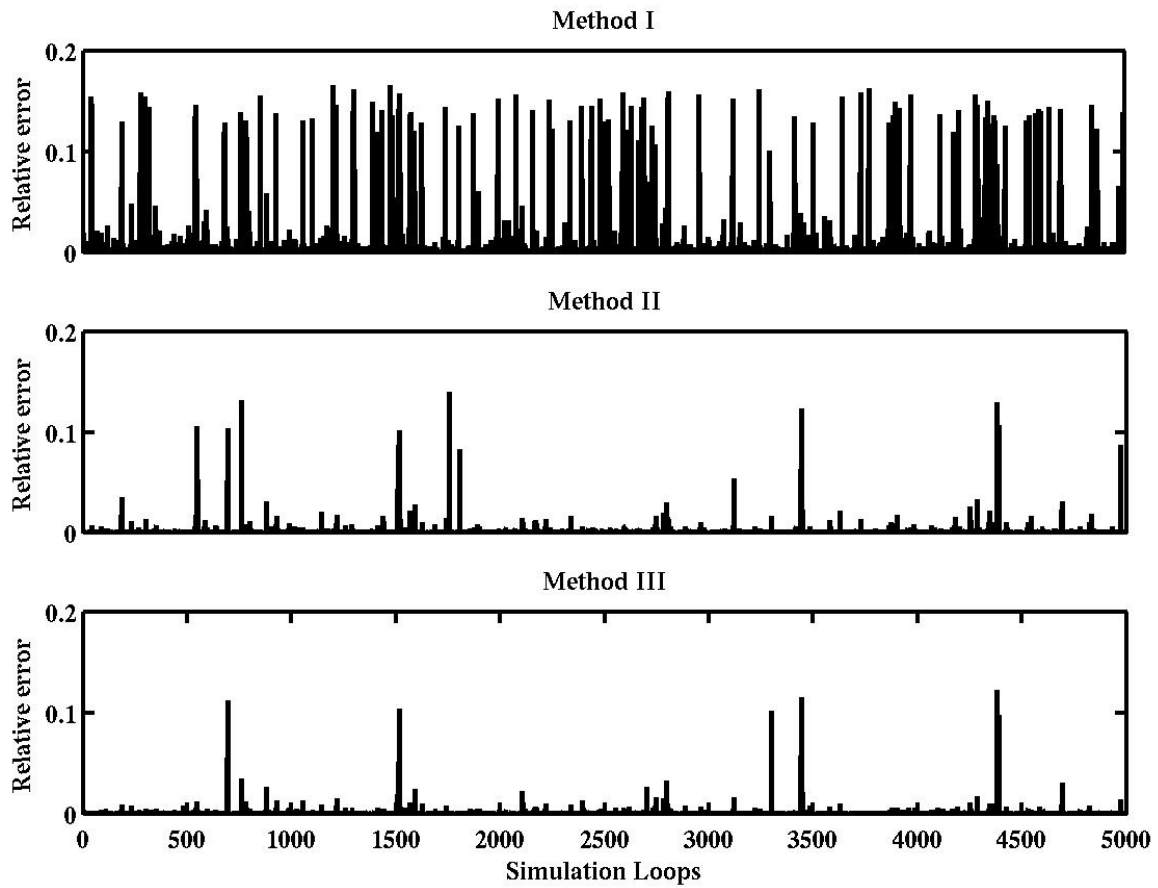 Method I
0.2
0.1
0
Relative error
Method II
0.2
0.1
0
Relative error
Method III
0.2
0.1
0
Relative error
0 500 1000 1500 2000 2500 3000 3500 4000 4500 5000
Simulation Loops